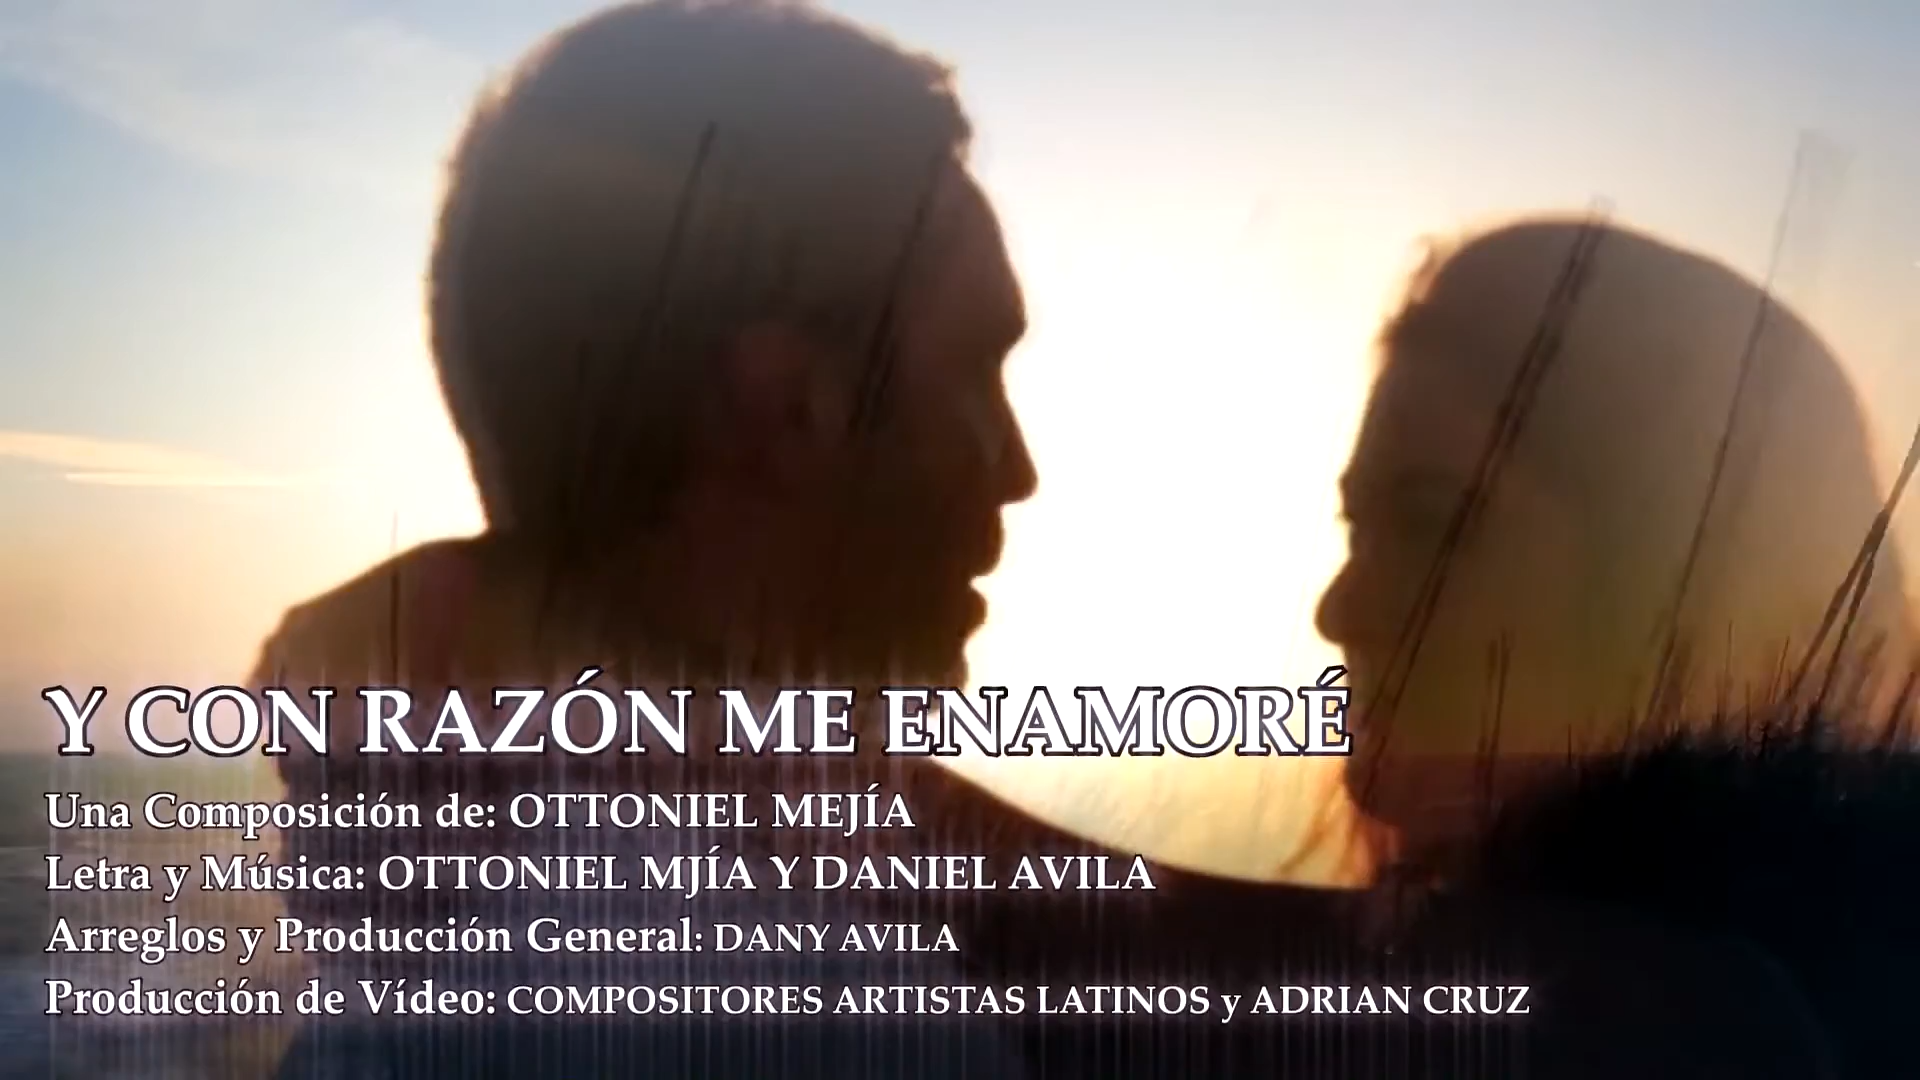 Y CON RAZÓN ME ENAMORÉ
Una Composición de: OTTONIEL MEJÍA
Letra y Música: OTTONIEL MJÍA Y DANIEL AVILA
Arreglos y Producción General: DANY AVILA
Producción de Vídeo: COMPOSITORES ARTISTAS LATINOS y ADRIAN CRUZ